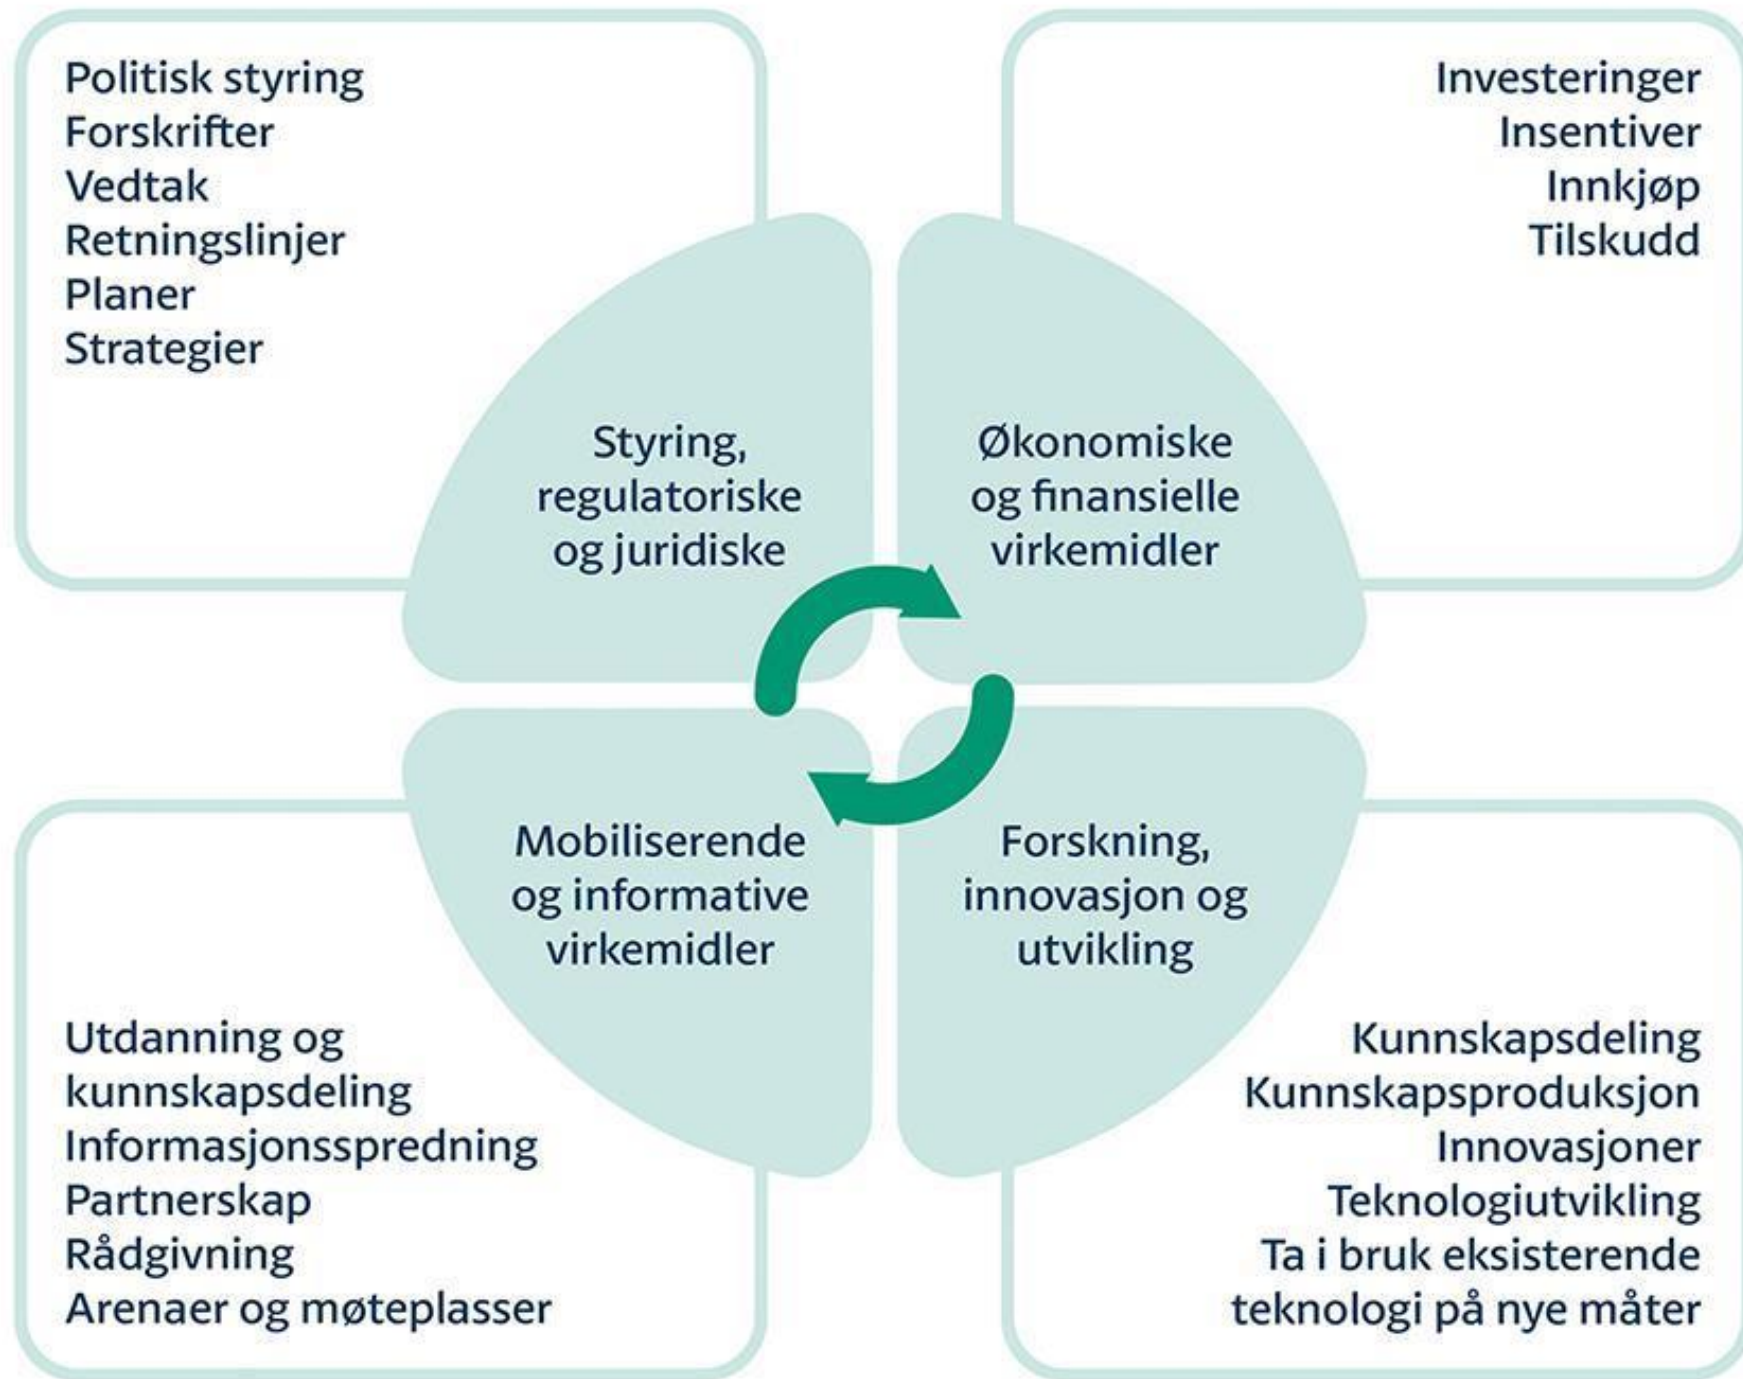 Politisk styring
Forskrifter
Vedtak
Retningslinjer
Planer
Strategier
Styring,
regulatoriske
og juridiske
Investeringer
Insentiver
Innkjøp
Tilskudd
Økonomiske
og finansielle
virkemidler
Mobiliserende
og informative
virkemidler
Utdanning og
kunnskapsdeling
Informasjonsspredning
Partnerskap
Rådgivning
Arenaer og møteplasser
Forskning,
innovasjon og
utvikling
Kunnskapsdeling
Kunnskapsproduksjon
Innovasjoner
Teknologiutvikling
Ta i bruk eksisterende
teknologi på nye måter